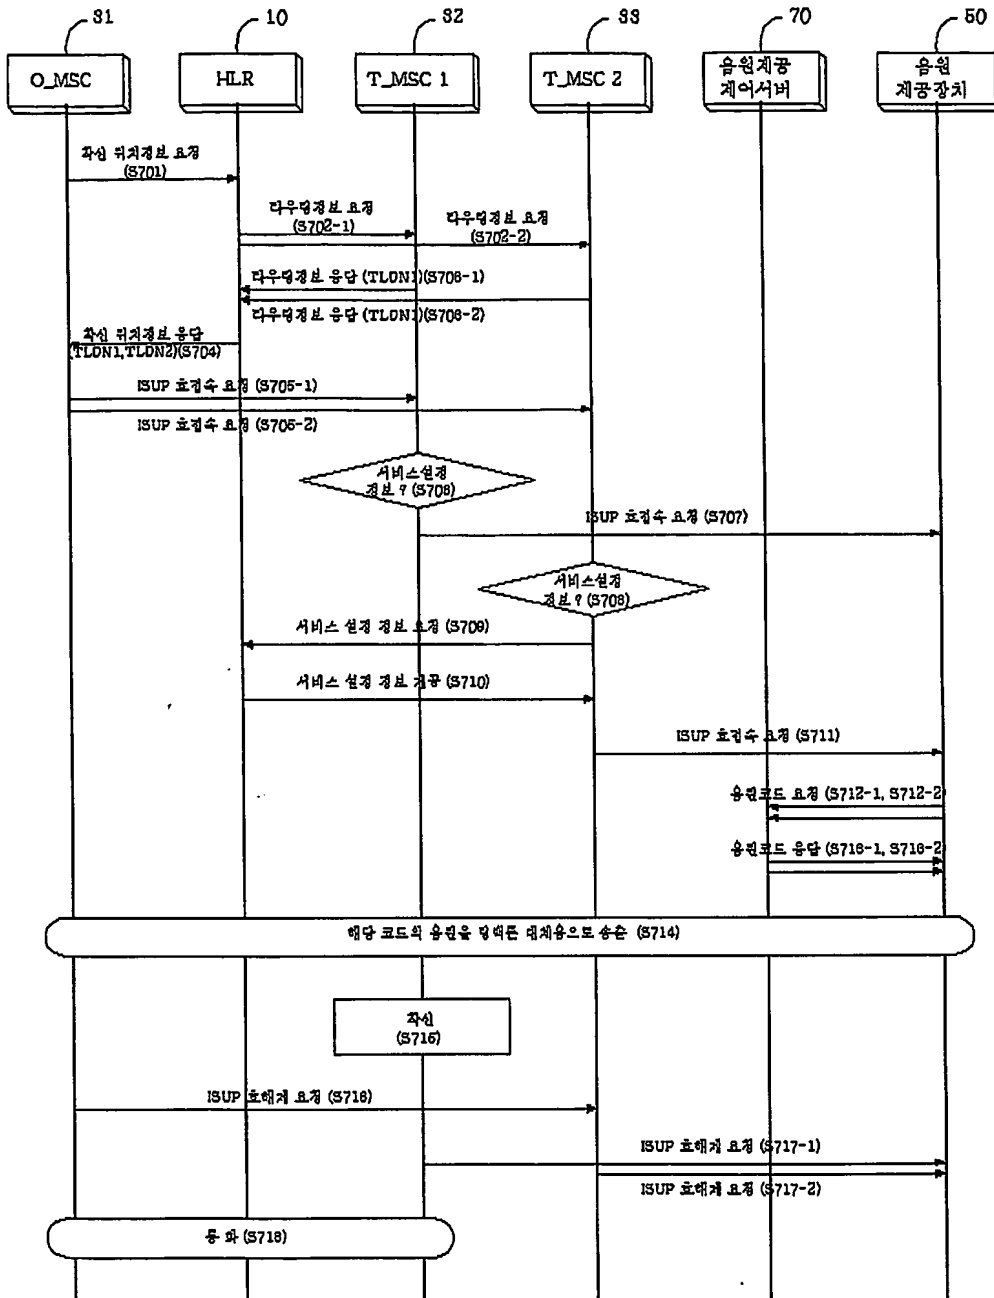 31
10
32
33
70
50
O_MSC
HLR
T_MSC 1
T_MSC 2
음원제공
제어서버
음원
제공장치
착신 위치정보 요청
(S701)
라우팅정보 요청
(S702-1)
라우팅정보 요청
(S702-2)
라우팅정보 응답 (TLDN1)(S703-1)
라우팅정보 응답 (TLDN1)(S703-2)
착신 위치정보 응답
(TLDN1,TLDN2)(S704)
ISUP 호접속 요청 (S705-1)
ISUP 호접속 요청 (S705-2)
서비스설정
정보 ? (S706)
ISUP 호접속 요청 (S707)
서비스설정
정보 ? (S708)
서비스 설정 정보 요청 (S709)
서비스 설정 정보 제공 (S710)
ISUP 호접속 요청 (S711)
음원코드 요청 (S712-1, S712-2)
음원코드 응답 (S713-1, S713-2)
해당 코드의 음원을 링백톤 대체음으로 송출 (S714)
착신
(S715)
ISUP 호해제 요청 (S716)
ISUP 호해제 요청 (S717-1)
ISUP 호해제 요청 (S717-2)
통 화 (S718)